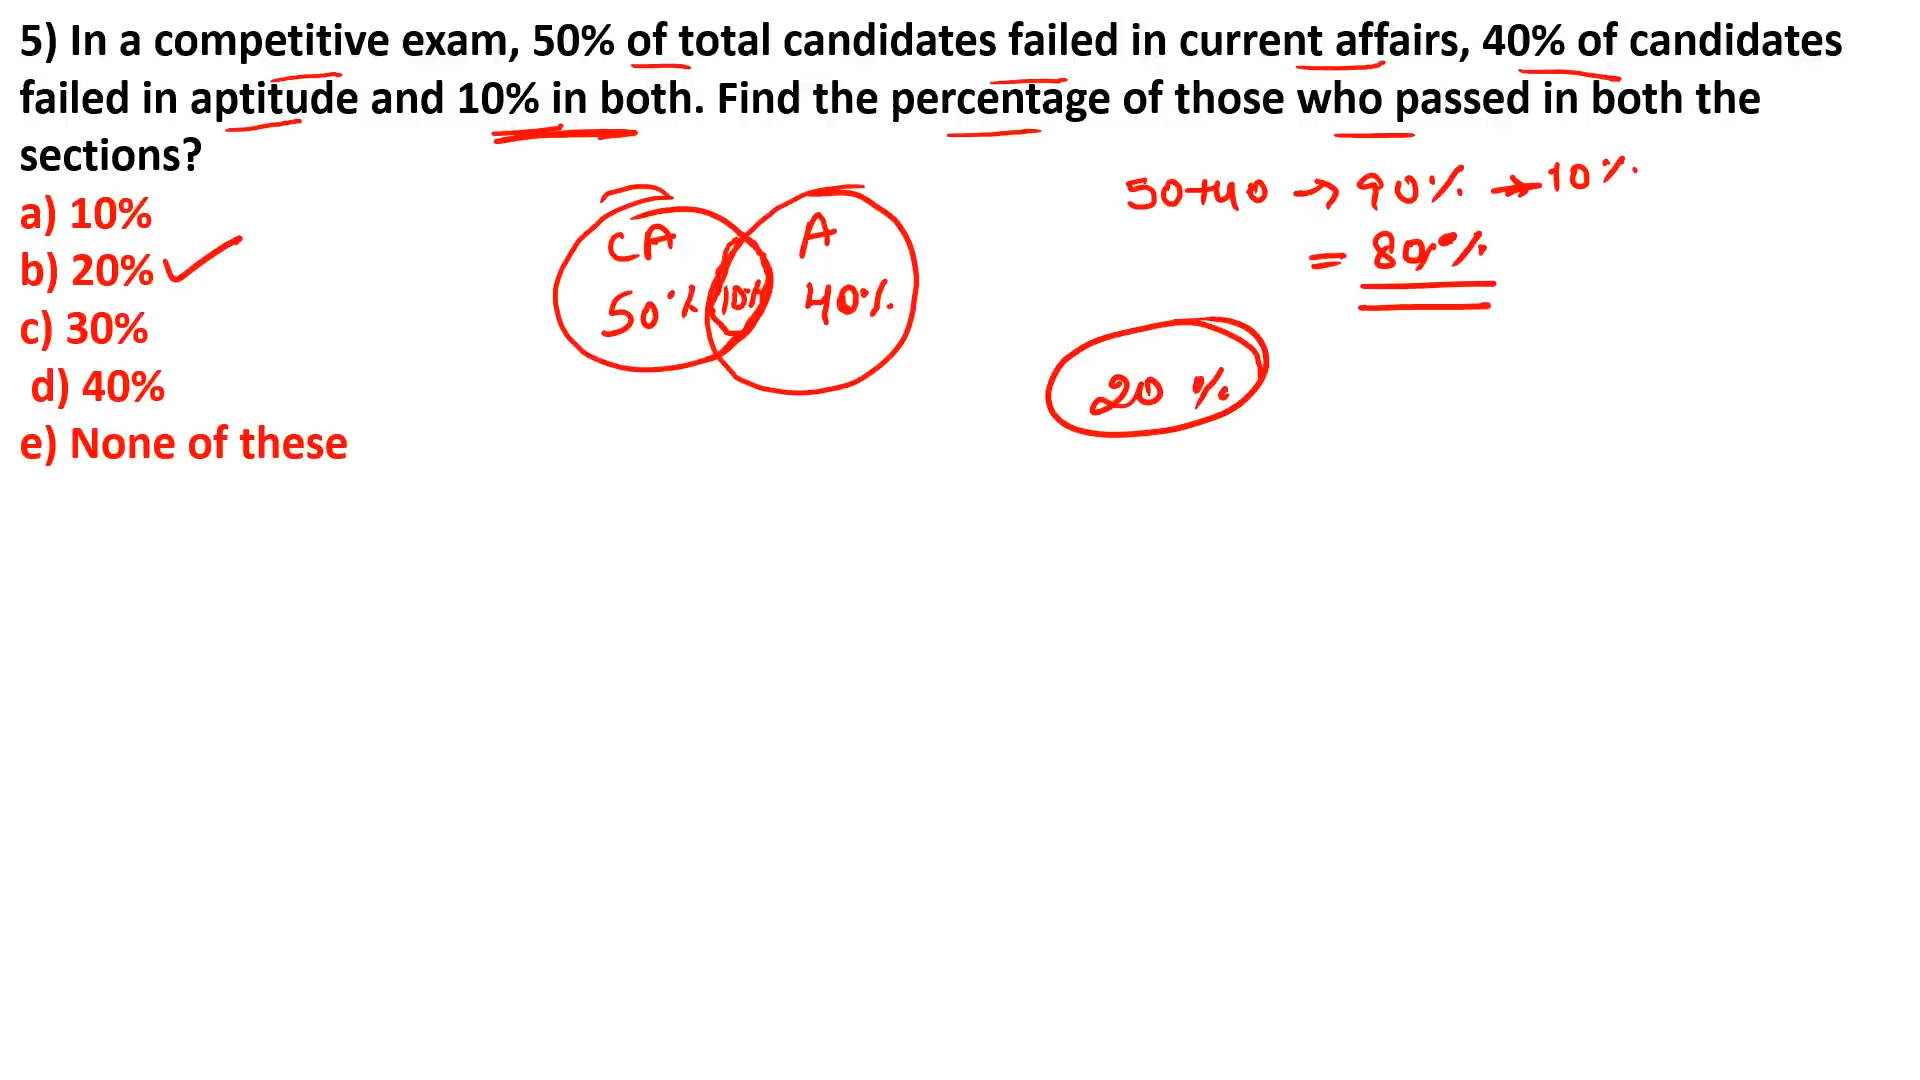 5) In a competitive exam, 50% of total candidates failed in current affairs, 40% of candidates
failed in aptitude and 10% in both. Find the percentage of those who passed in both the
sections?
a) 10%
b) 20%
c) 30%
d) 40%
e) None of these
CA
50%
10%
A
40%
50+40 → 90% → 10%
= 80%
20%